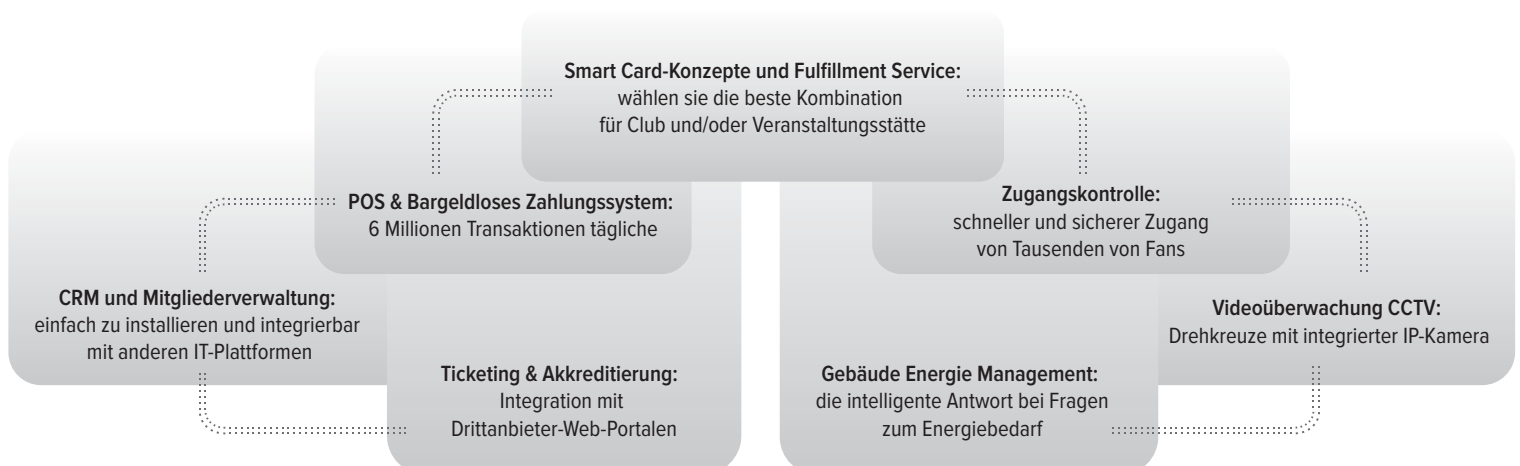 Smart Card-Konzepte und Fulfillment Service:
wählen sie die beste Kombination
für Club und/oder Veranstaltungsstätte
POS & Bargeldloses Zahlungssystem:
6 Millionen Transaktionen tägliche
Zugangskontrolle:
schneller und sicherer Zugang
von Tausenden von Fans
CRM und Mitgliederverwaltung:
einfach zu installieren und integrierbar
mit anderen IT-Plattformen
Videoüberwachung CCTV:
Drehkreuze mit integrierter IP-Kamera
Ticketing & Akkreditierung:
Integration mit
Drittanbieter-Web-Portalen
Gebäude Energie Management:
die intelligente Antwort bei Fragen
zum Energiebedarf